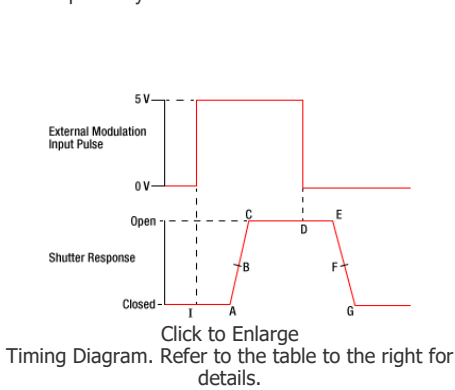 5 V
External Modulation
Input Pulse
0 V
Open
C
E
D
Shutter Response
B
F
Closed
I
A
G
Click to Enlarge
Timing Diagram. Refer to the table to the right for
details.